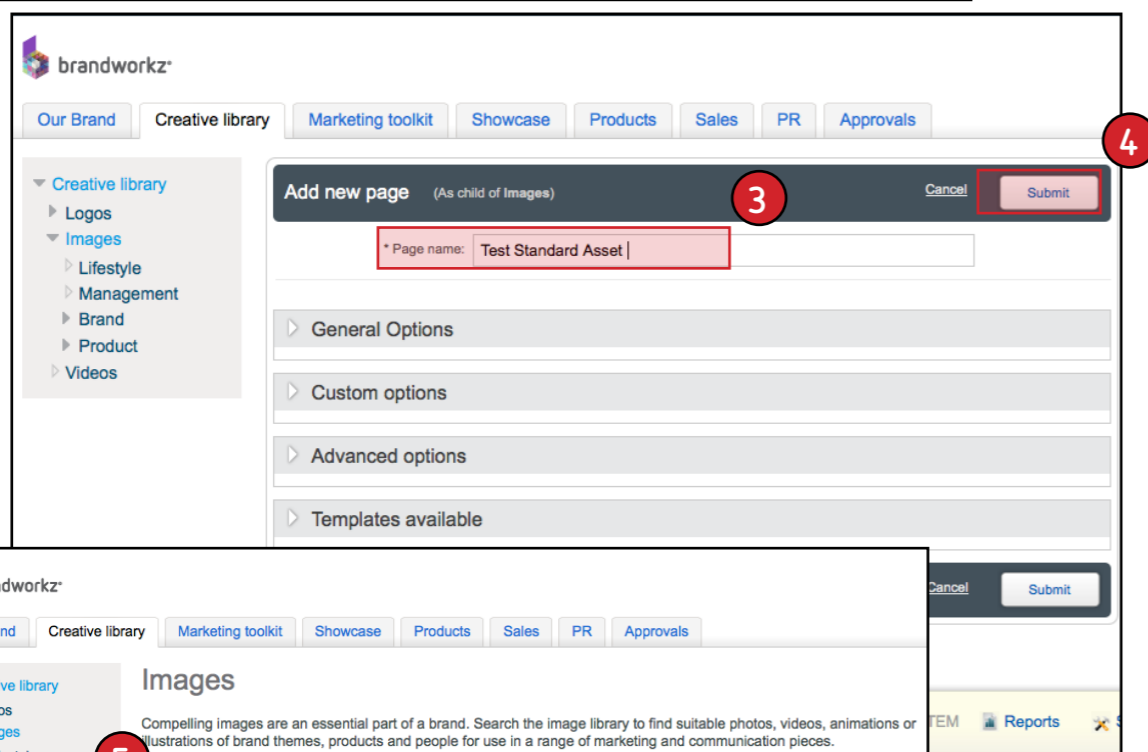 brandworkz
Our Brand Creative library Marketing toolkit Showcase Products Sales PR Approvals
4
Creative library
Logos
Images
Lifestyle
Management
Brand
Product
Videos
Add new page (As child of Images) 3 Cancel Submit
* Page name: Test Standard Asset
General Options
Custom options
Advanced options
Templates available
Cancel Submit
dworkz
nd Creative library Marketing toolkit Showcase Products Sales PR Approvals
ve library
os
ges
Images
Compelling images are an essential part of a brand. Search the image library to find suitable photos, videos, animations or
illustrations of brand themes, products and people for use in a range of marketing and communication pieces.
TEM Reports